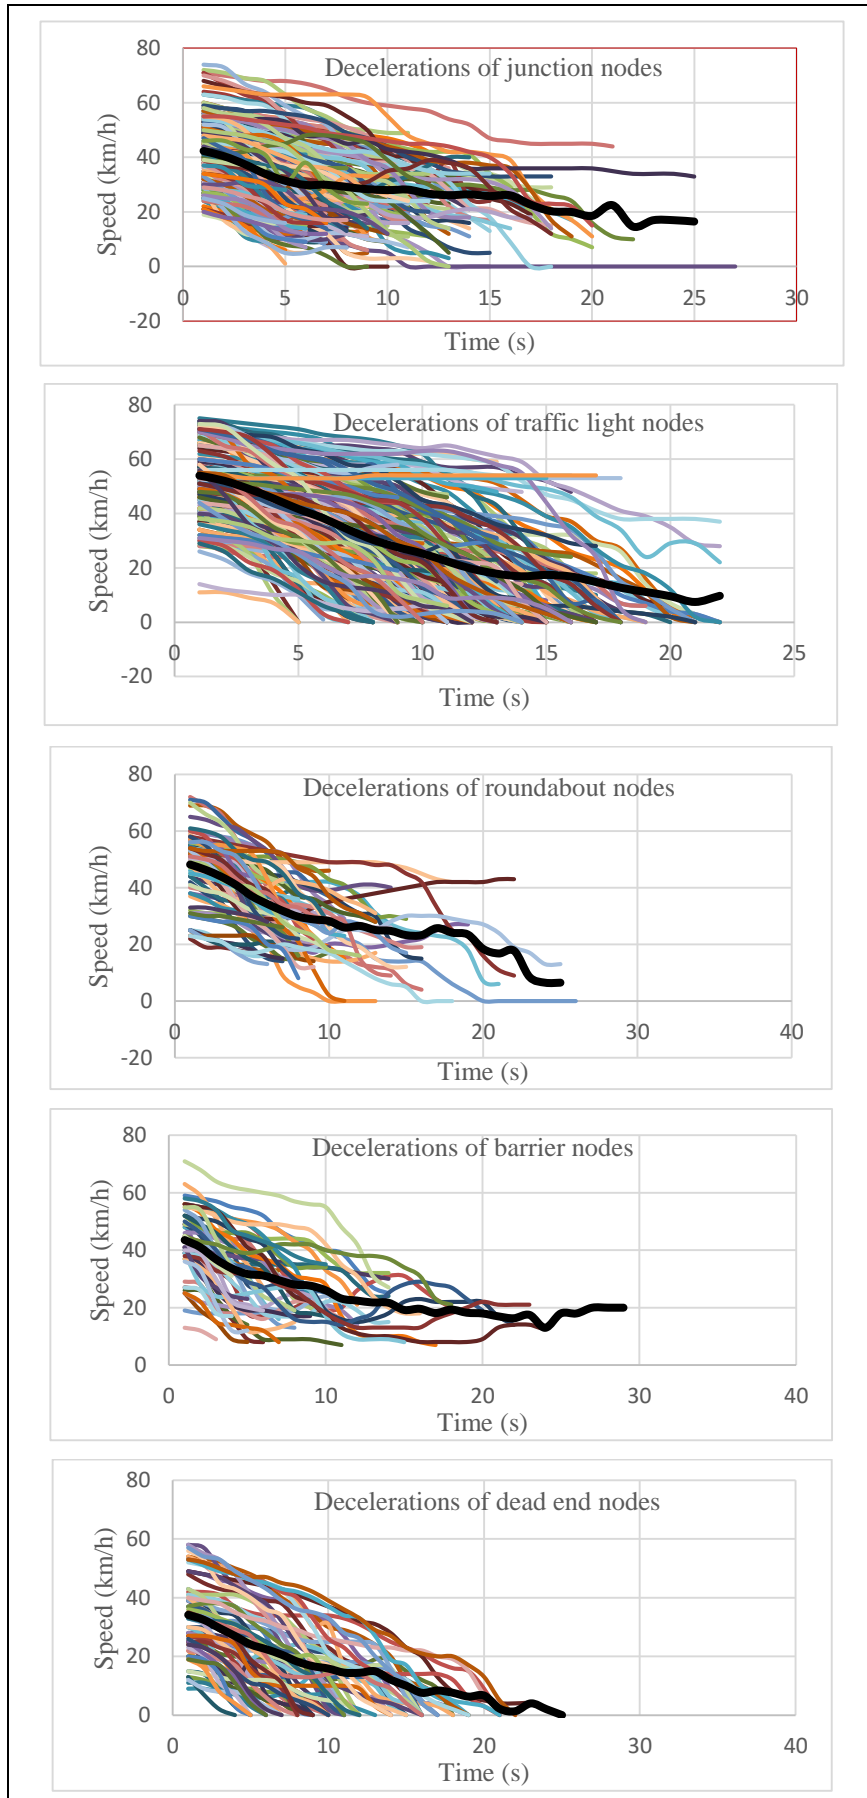 Decelerations of junction nodes
80
60
40
20
0
-20
0 5 10 15 20 25 30
Speed (km/h)
Time (s)
Decelerations of traffic light nodes
80
60
40
20
0
-20
0 5 10 15 20 25
Speed (km/h)
Time (s)
Decelerations of roundabout nodes
80
60
40
20
0
-20
0 10 20 30 40
Speed (km/h)
Time (s)
Decelerations of barrier nodes
80
60
40
20
0
0 10 20 30 40
Speed (km/h)
Time (s)
Decelerations of dead end nodes
80
60
40
20
0
0 10 20 30 40
Speed (km/h)
Time (s)